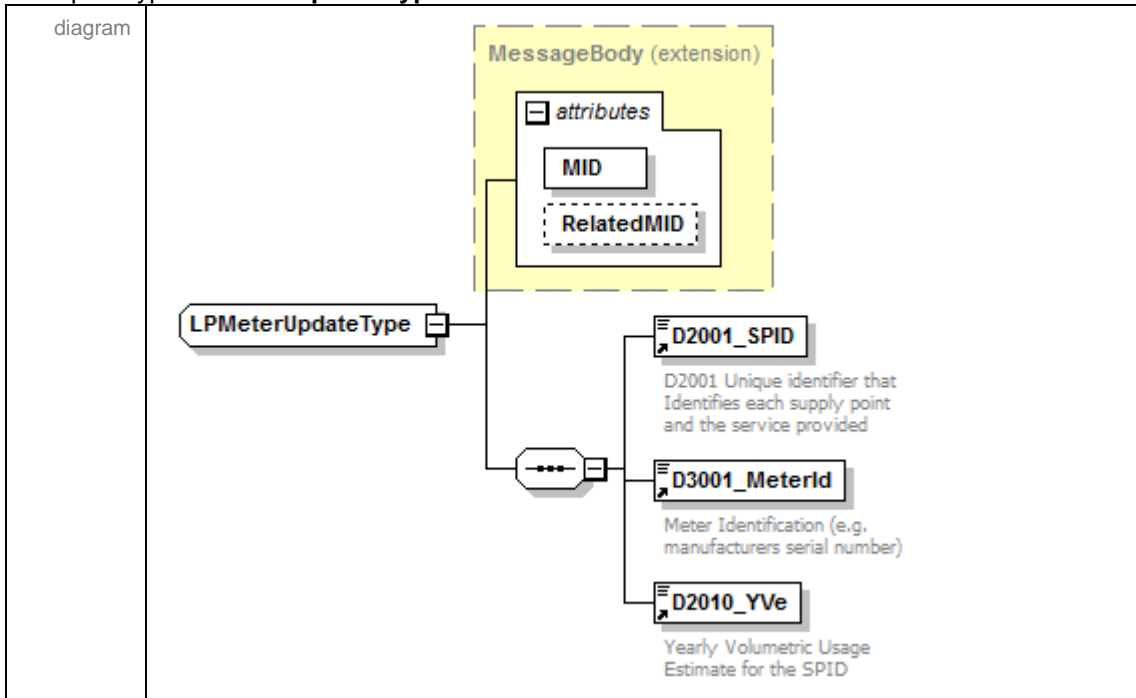 diagram
MessageBody (extension)
attributes
MID
RelatedMID
LPMeterUpdateType
D2001_SPID
D2001 Unique identifier that
Identifies each supply point
and the service provided
D3001_MeterId
Meter Identification (e.g.
manufacturers serial number)
D2010_YVe
Yearly Volumetric Usage
Estimate for the SPID